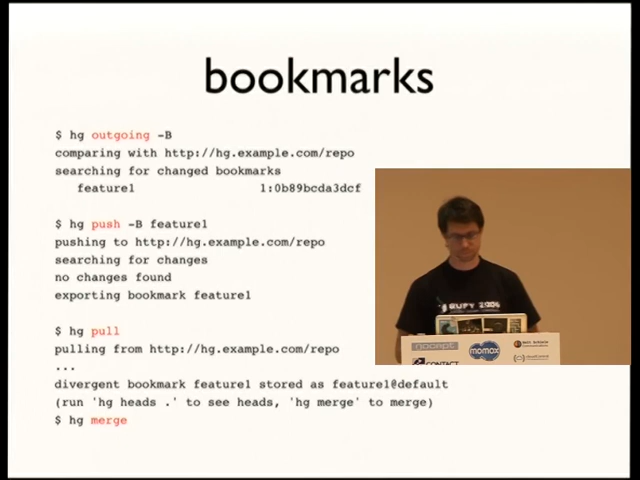 bookmarks
$ hg outgoing -B
comparing with http://hg.example.com/repo
searching for changed bookmarks
feature1 1:0b89bcda3dcf
$ hg push -B feature1
pushing to http://hg.example.com/repo
searching for changes
no changes found
exporting bookmark feature1
$ hg pull
pulling from http://hg.example.com/repo
...
divergent bookmark feature1 stored as feature1@default
(run 'hg heads .' to see heads, 'hg merge' to merge)
$ hg merge
momox
CONTACT